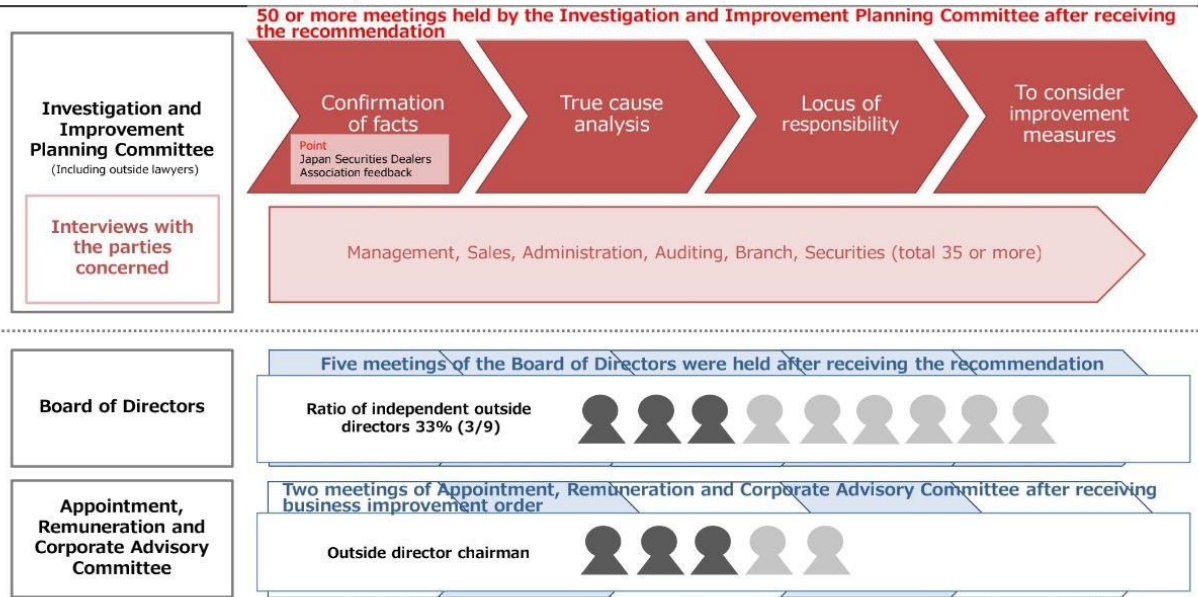 50 or more meetings held by the Investigation and Improvement Planning Committee after receiving
the recommendation
Investigation and
Improvement
Planning Committee
(Including outside lawyers)
Interviews with
the parties
concerned
Confirmation
of facts
Point
Japan Securities Dealers
Association feedback
True cause
analysis
Locus of
responsibility
To consider
improvement
measures
Management, Sales, Administration, Auditing, Branch, Securities (total 35 or more)
Board of Directors
Five meetings of the Board of Directors were held after receiving the recommendation
Ratio of independent outside
directors 33% (3/9)
Appointment,
Remuneration and
Corporate Advisory
Committee
Two meetings of Appointment, Remuneration and Corporate Advisory Committee after receiving
business improvement order
Outside director chairman